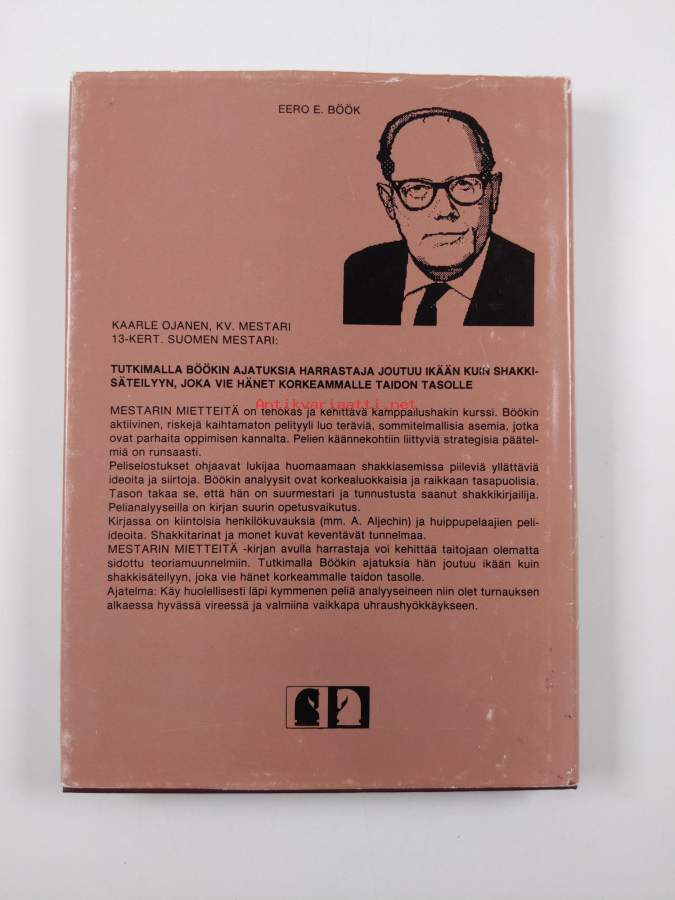 EERO E. BÖÖK
KAARLE OJANEN, KV. MESTARI
13-KERT. SUOMEN MESTARI:
TUTKIMALLA BÖÖKIN AJATUKSIA HARRASTAJA JOUTUU IKÄÄN KUIN SHAKKI-
SÄTEILYYN, JOKA VIE HÄNET KORKEAMMALLE TAIDON TASOLLE
Antikvariaatti.net
MESTARIN MIETTEITÄ on tehokas ja kehittävä kamppailushakin kurssi. Böökin
aktiivinen, riskejä kaihtamaton pelityyli luo teräviä, sommitelmallisia asemia, jotka
ovat parhaita oppimisen kannalta. Pelien käännekohtiin liittyviä strategisia päätel-
miä on runsaasti.
Peliselostukset ohjaavat lukijaa huomaamaan shakkiasemissa piileviä yllättäviä
ideoita ja siirtoja. Böökin analyysit ovat korkealuokkaisia ja raikkaan tasapuolisia.
Tason takaa se, että hän on suurmestari ja tunnustusta saanut shakkikirjailija.
Pelianalyyseilla on kirjan suurin opetusvaikutus.
Kirjassa on kiintoisia henkilökuvauksia (mm. A. Aljechin) ja huippupelaajien peli-
ideoita. Shakkitarinat ja monet kuvat keventävät tunnelmaa.
MESTARIN MIETTEITÄ -kirjan avulla harrastaja voi kehittää taitojaan olematta
sidottu teoriamuunnelmiin. Tutkimalla Böökin ajatuksia hän joutuu ikään kuin
shakkisäteilyyn, joka vie hänet korkeammalle taidon tasolle.
Ajatelma: Käy huolellisesti läpi kymmenen peliä analyyseineen niin olet turnauksen
alkaessa hyvässä vireessä ja valmiina vaikkapa uhraushyökkäykseen.